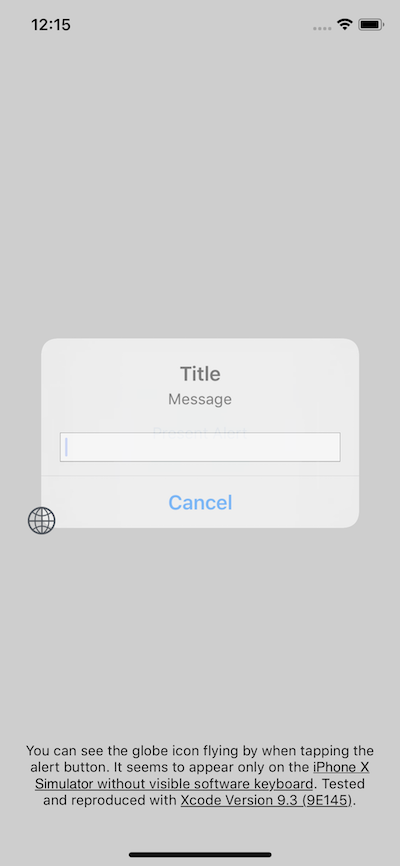 12:15
Title
Message
Present Alert
Cancel
You can see the globe icon flying by when tapping the
alert button. It seems to appear only on the iPhone X
Simulator without visible software keyboard. Tested
and reproduced with Xcode Version 9.3 (9E145).